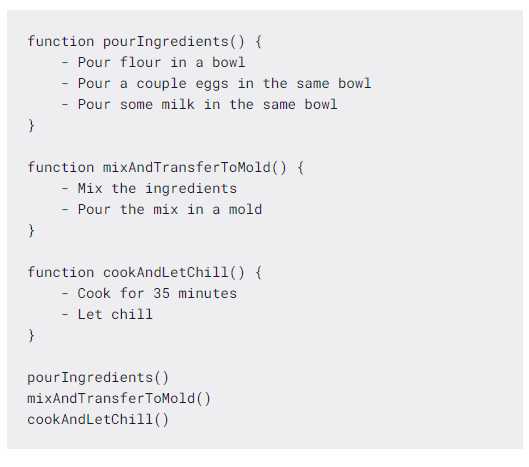 function pourIngredients() {
- Pour flour in a bowl
- Pour a couple eggs in the same bowl
- Pour some milk in the same bowl
}
function mixAndTransferToMold() {
- Mix the ingredients
- Pour the mix in a mold
}
function cookAndLetChill() {
- Cook for 35 minutes
- Let chill
}
pourIngredients()
mixAndTransferToMold()
cookAndLetChill()